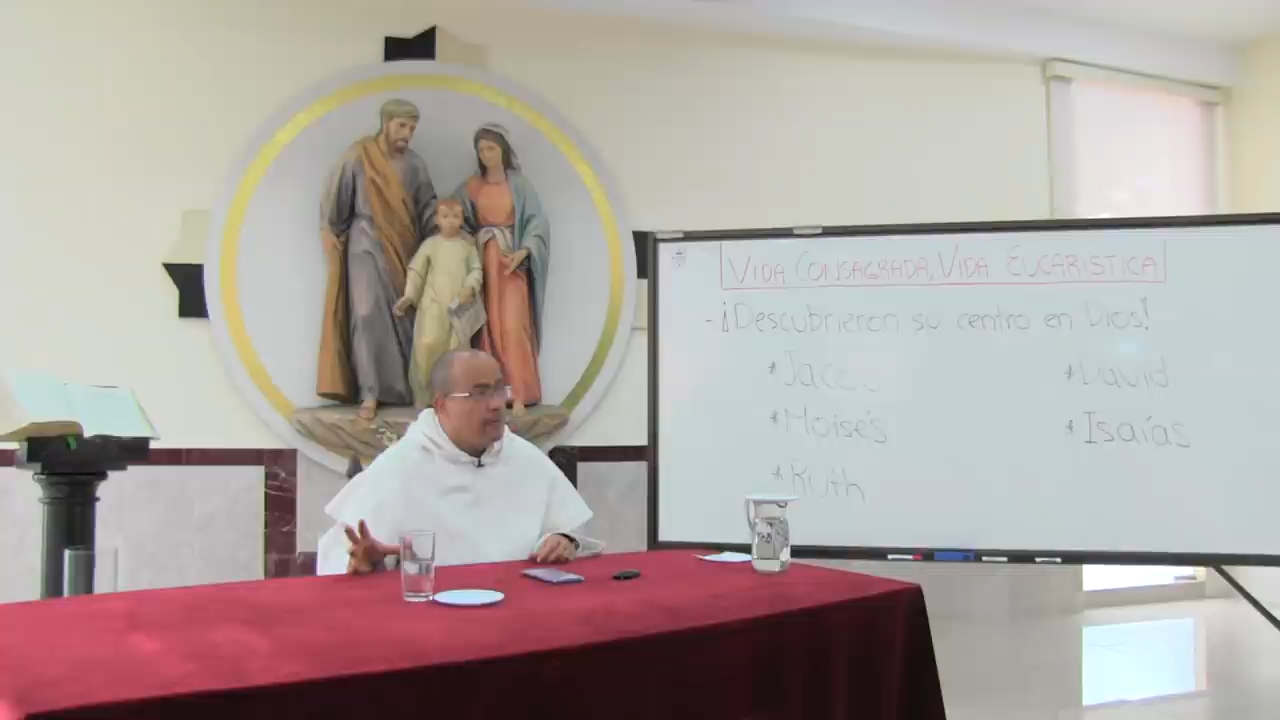 VIDA CONSAGRADA, VIDA EUCARISTICA
- ¡Descubrieron su centro en Dios!
* Moisés
* Ruth
* David
* Isaías